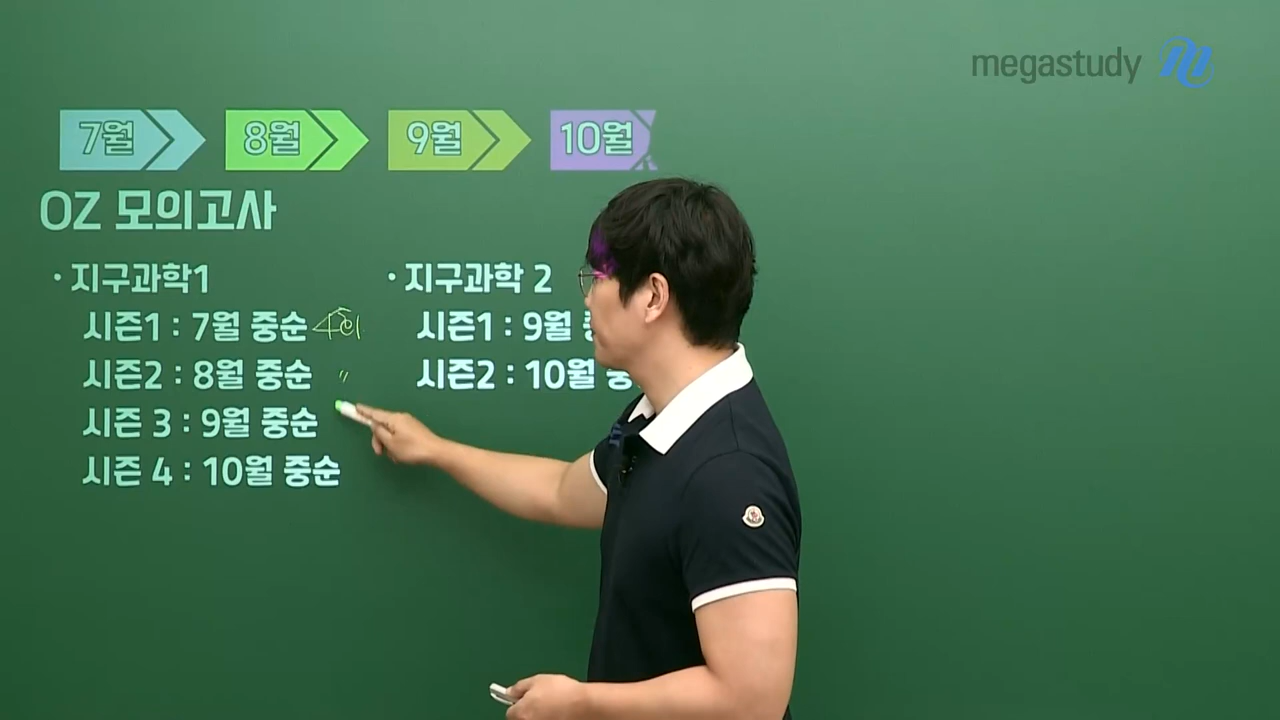 megastudy
7월 8월 9월 10월
OZ 모의고사
· 지구과학1
시즌1 : 7월 중순 4회
시즌2 : 8월 중순 〃
시즌 3 : 9월 중순
시즌 4 : 10월 중순
· 지구과학 2
시즌1 : 9월
시즌2 : 10월